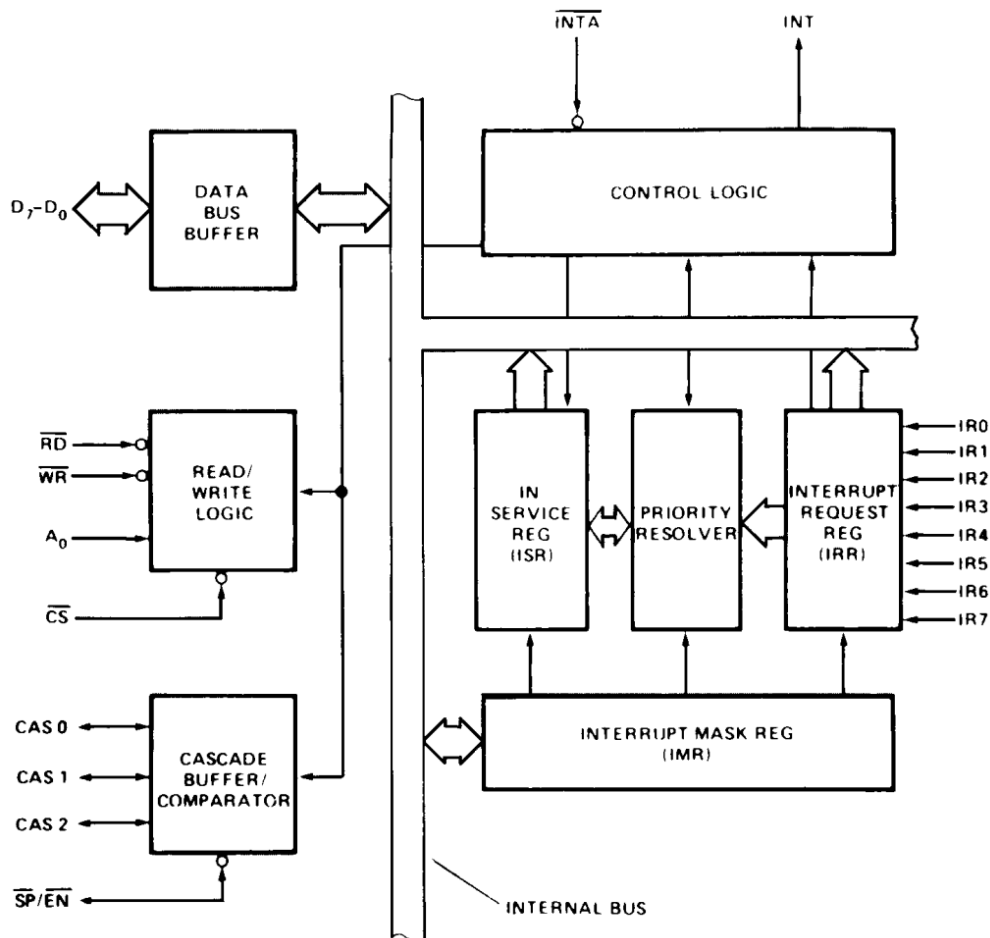 INTA
INT
D7-D0
DATA
BUS
BUFFER
CONTROL LOGIC
RD
WR
A0
CS
READ/
WRITE
LOGIC
IN
SERVICE
REG
(ISR)
PRIORITY
RESOLVER
INTERRUPT
REQUEST
REG
(IRR)
IR0
IR1
IR2
IR3
IR4
IR5
IR6
IR7
CAS 0
CAS 1
CAS 2
SP/EN
CASCADE
BUFFER/
COMPARATOR
INTERRUPT MASK REG
(IMR)
INTERNAL BUS